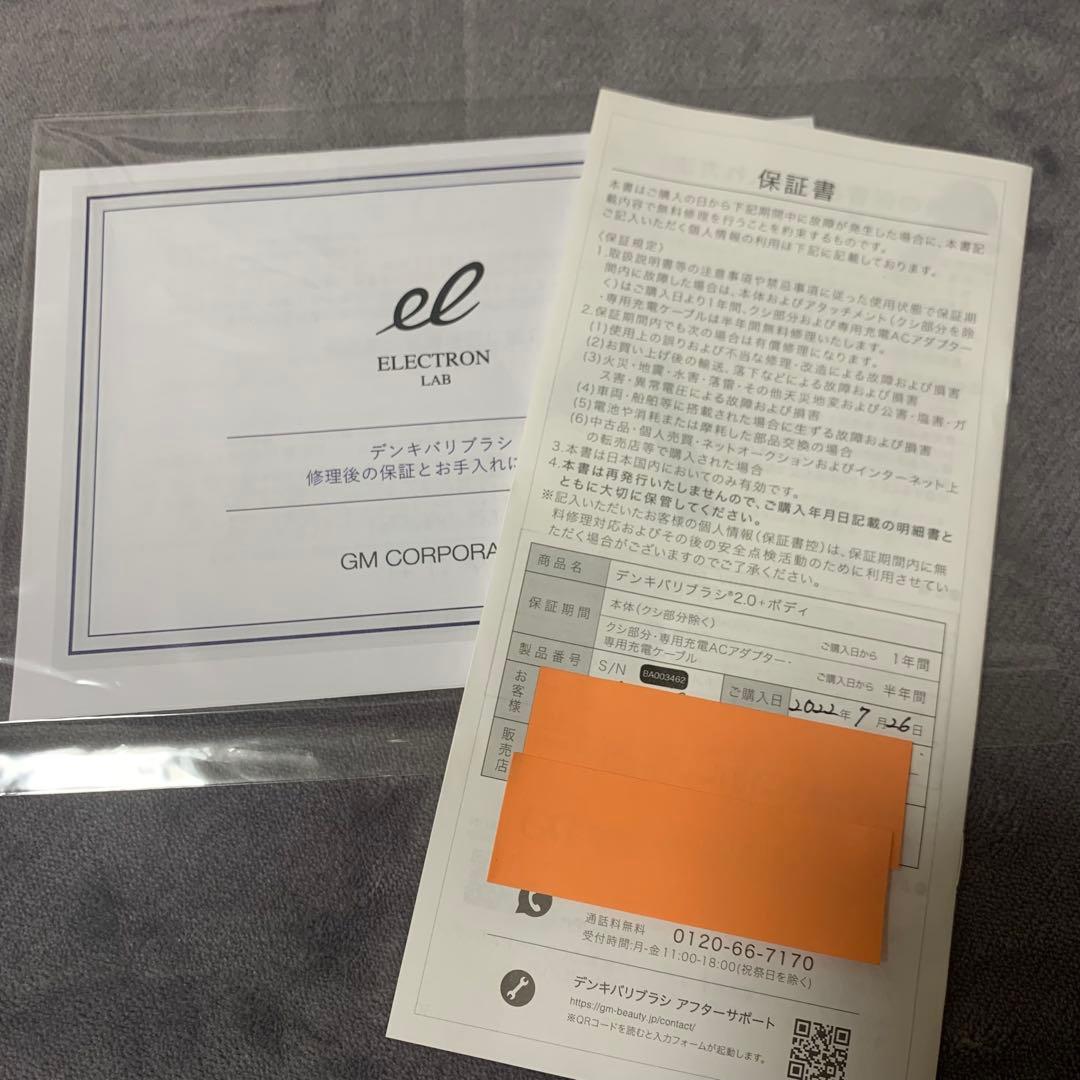 el
ELECTRON
LAB
デンキバリブラシ
修理後の保証とお手入れに
GM CORPORA
保証書
本書はご購入の日から下記期間中に故障が発生した場合に、本書記
載内容で無料修理を行うことを約束するものです。
ご記入いただく個人情報の利用は下記に記載しております。
〈保証規定〉
1.取扱説明書等の注意事項や禁忌事項に従った使用状態で保証期
間内に故障した場合は、本体およびアタッチメント(クシ部分を除
く)はご購入日より1年間、クシ部分および専用充電ACアダプター
・専用充電ケーブルは半年間無料修理いたします。
2.保証期間内でも次の場合は有償修理になります。
(1)使用上の誤りおよび不当な修理・改造による故障および損害
(2)お買い上げ後の輸送、落下などによる故障および損害
(3)火災・地震・水害・落雷・その他天災地変および公害・塩害・ガ
ス害・異常電圧による故障および損害
(4)車両・船舶等に搭載された場合に生ずる故障および損害
(5)電池や消耗または摩耗した部品交換の場合
(6)中古品・個人売買・ネットオークションおよびインターネット上
の転売店等で購入された場合
3.本書は日本国内においてのみ有効です。
4.本書は再発行いたしませんので、ご購入年月日記載の明細書と
ともに大切に保管してください。
※記入いただいたお客様の個人情報(保証書控)は、保証期間内に無
料修理対応およびその後の安全点検活動のために利用させてい
ただく場合がございますのでご了承ください。
商品名 デンキバリブラシ®2.0+ボディ
保証期間 本体(クシ部分除く) ご購入日から 1年間
クシ部分・専用充電ACアダプター・
専用充電ケーブル ご購入日から 半年間
製品番号 S/N BA003462 ご購入日 2022年 7月26日
お客様
販売店
通話料無料 0120-66-7170
受付時間:月-金11:00-18:00(祝祭日を除く)
デンキバリブラシ アフターサポート
https://gm-beauty.jp/contact/
※QRコードを読むと入力フォームが起動します。